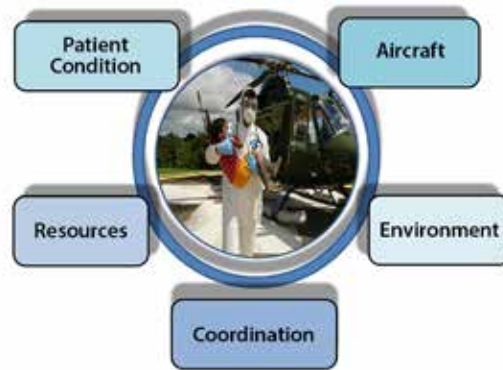 Patient
Condition
Aircraft
Resources
Environment
Coordination